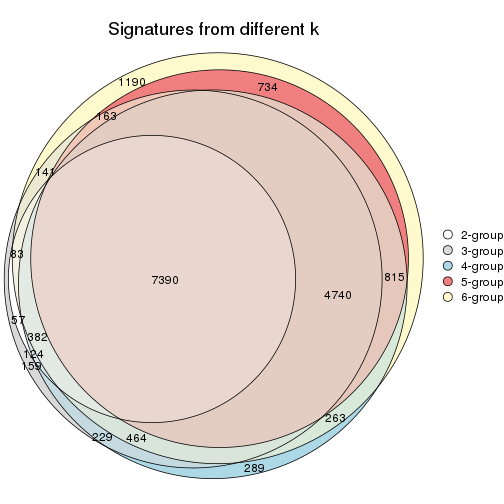 Signatures from different k
1190
734
163
141
83
7390
815
4740
57
382
124
159
263
229
464
289
2-group
3-group
4-group
5-group
6-group